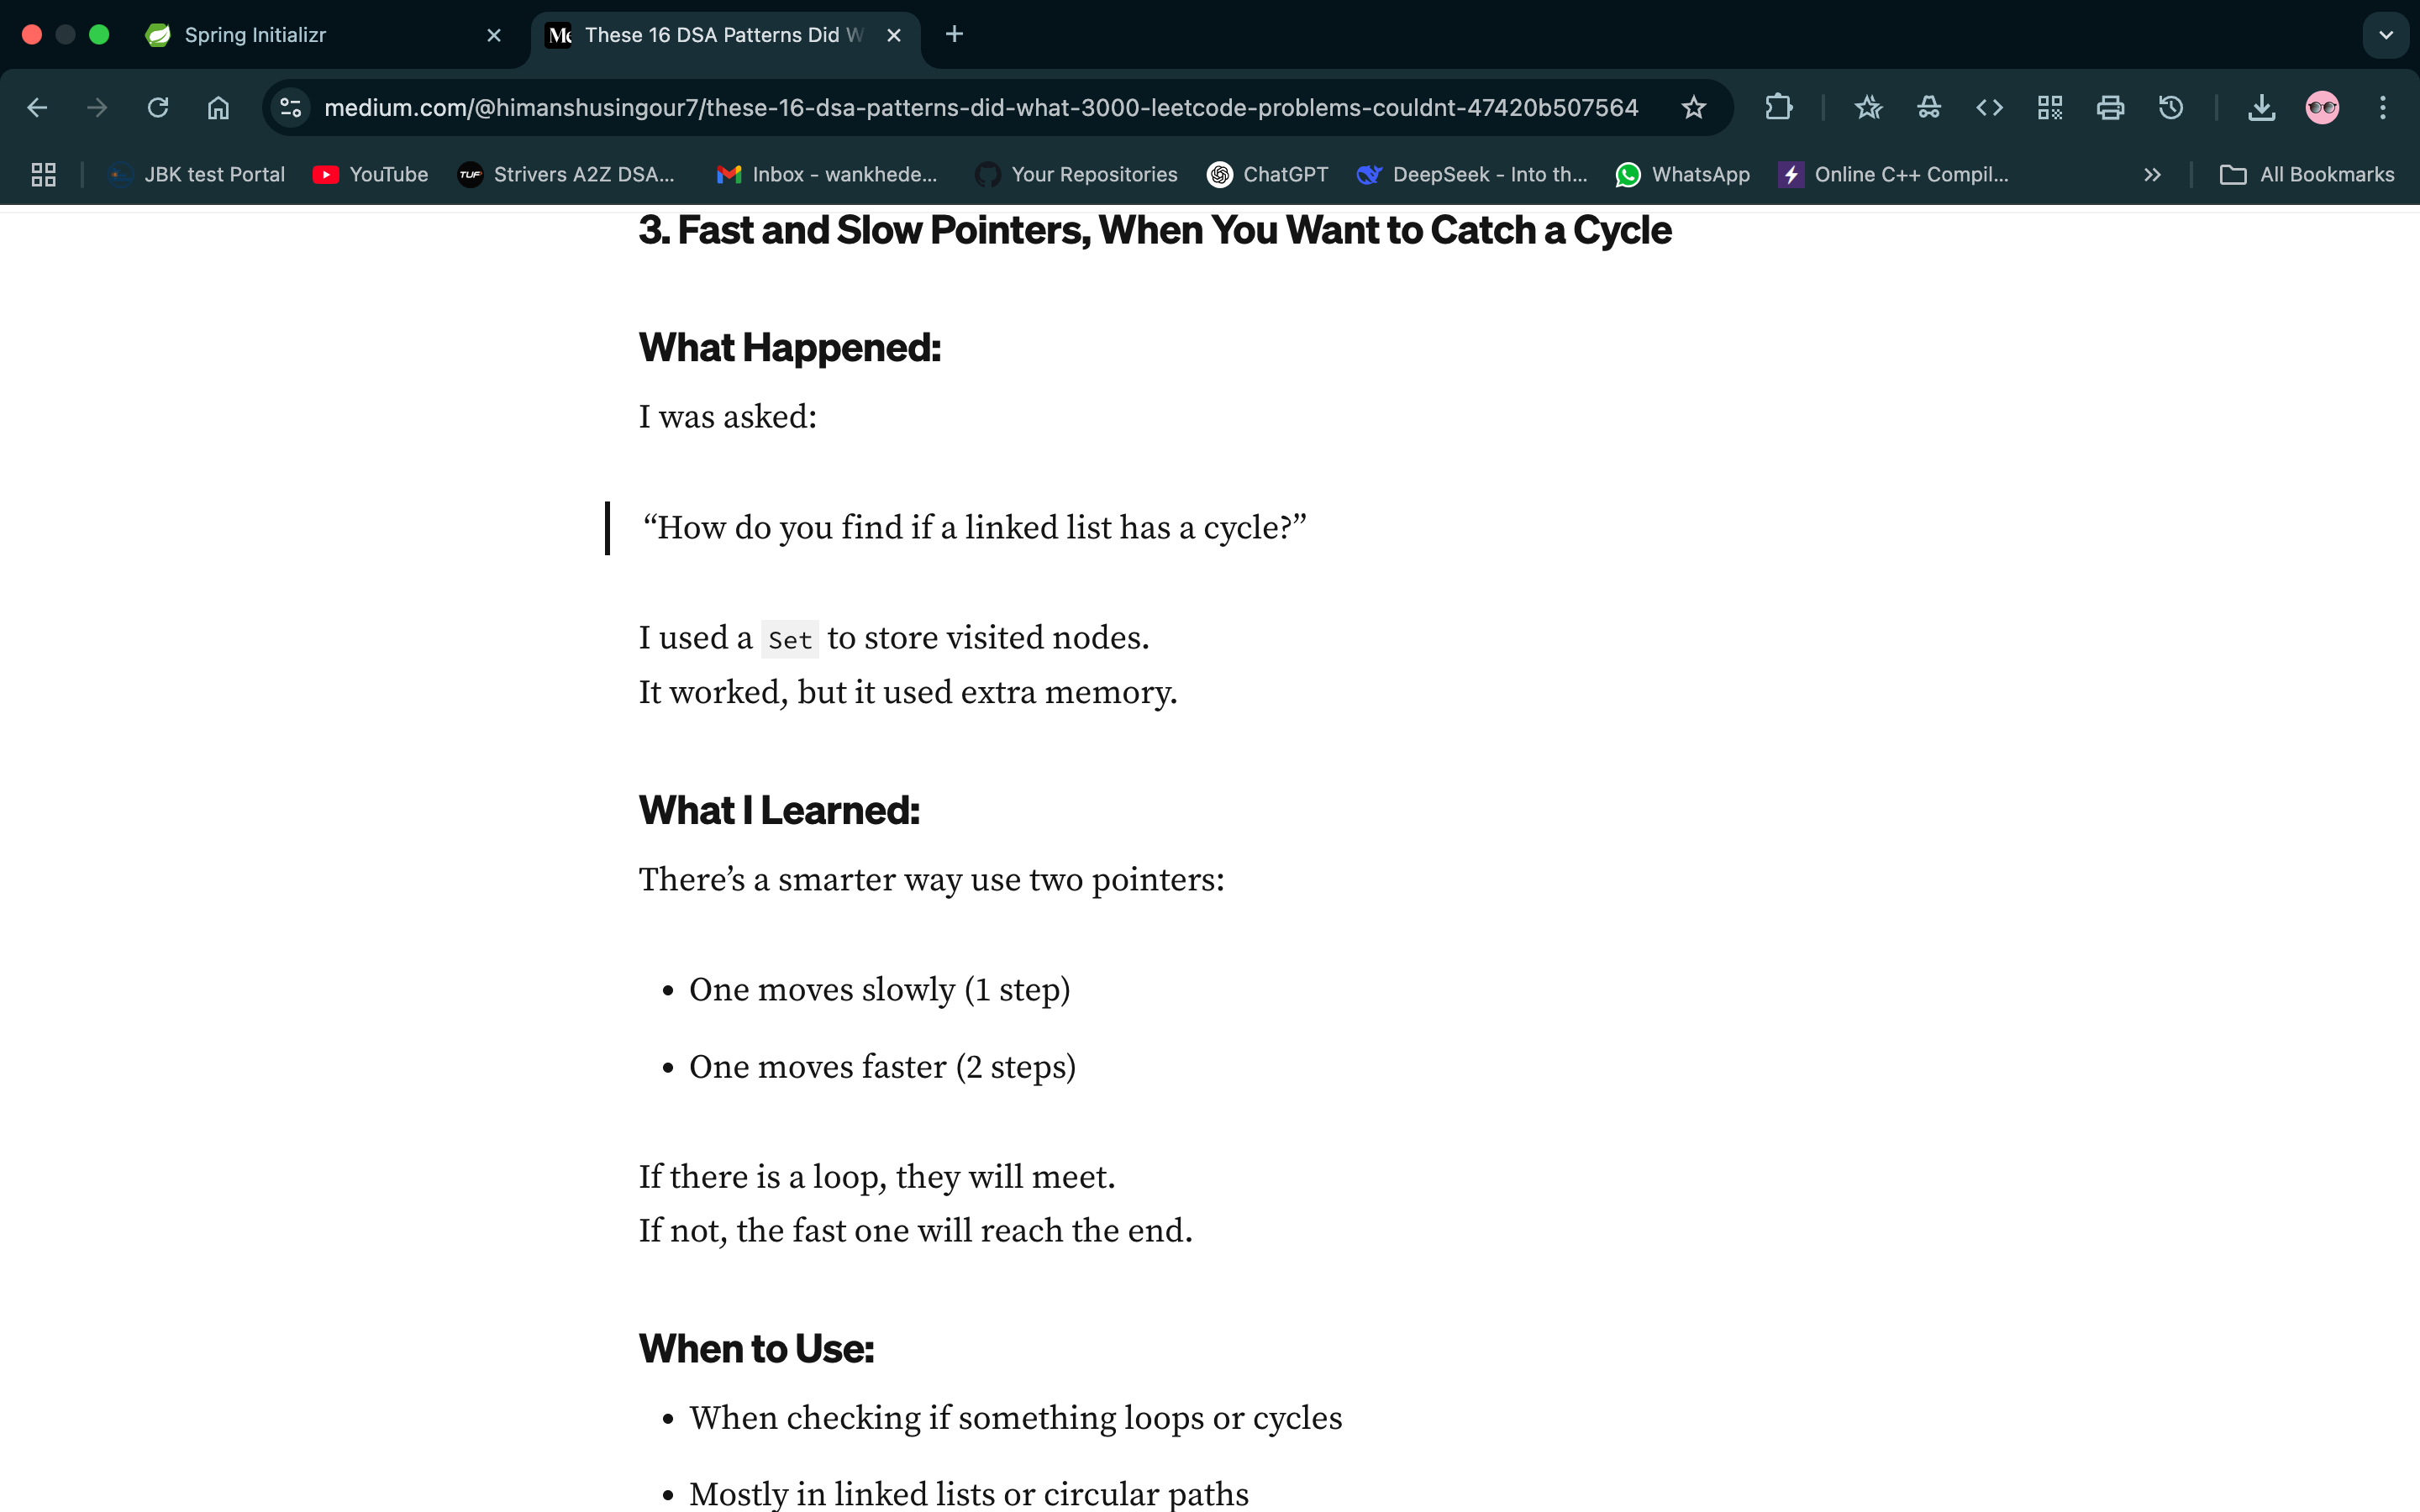 Spring Initializr
These 16 DSA Patterns Did W
medium.com/@himanshusingour7/these-16-dsa-patterns-did-what-3000-leetcode-problems-couldnt-47420b507564
JBK test Portal
YouTube
TUF
Strivers A2Z DSA...
Inbox - wankhede...
Your Repositories
ChatGPT
DeepSeek - Into th...
WhatsApp
Online C++ Compil...
All Bookmarks
3. Fast and Slow Pointers, When You Want to Catch a Cycle
What Happened:
I was asked:
“How do you find if a linked list has a cycle?”
I used a Set to store visited nodes.
It worked, but it used extra memory.
What I Learned:
There’s a smarter way use two pointers:
• One moves slowly (1 step)
• One moves faster (2 steps)
If there is a loop, they will meet.
If not, the fast one will reach the end.
When to Use:
• When checking if something loops or cycles
• Mostly in linked lists or circular paths